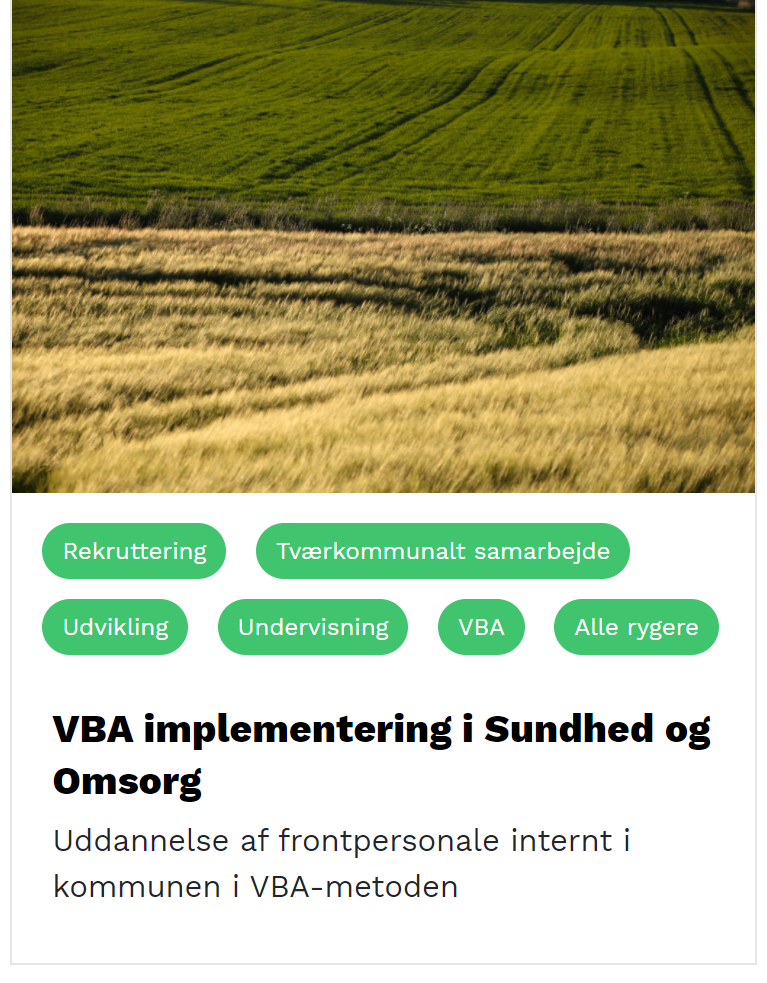 Rekruttering Tværkommunalt samarbejde
Udvikling Undervisning VBA Alle rygere
VBA implementering i Sundhed og
Omsorg
Uddannelse af frontpersonale internt i
kommunen i VBA-metoden